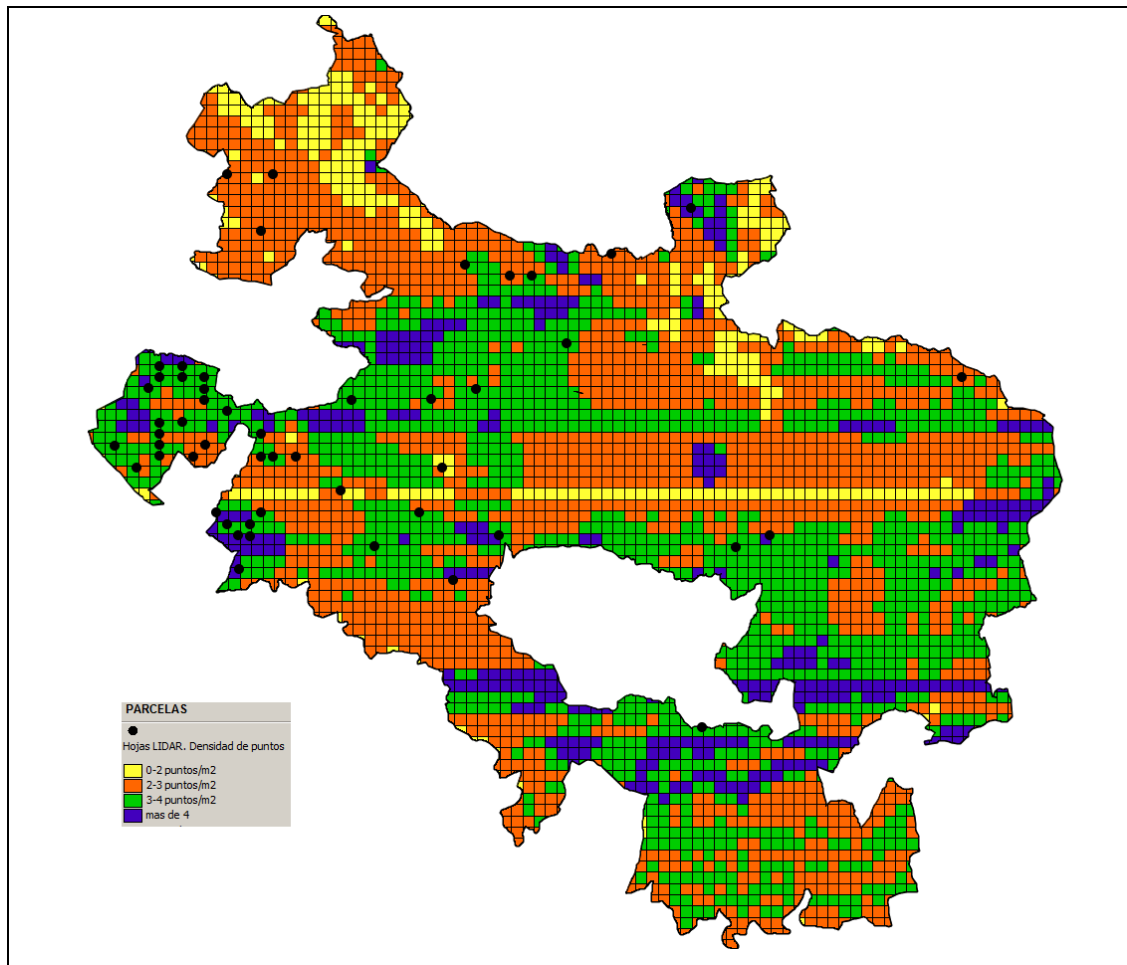 PARCELAS
Hojas LIDAR. Densidad de puntos
0-2 puntos/m2
2-3 puntos/m2
3-4 puntos/m2
mas de 4